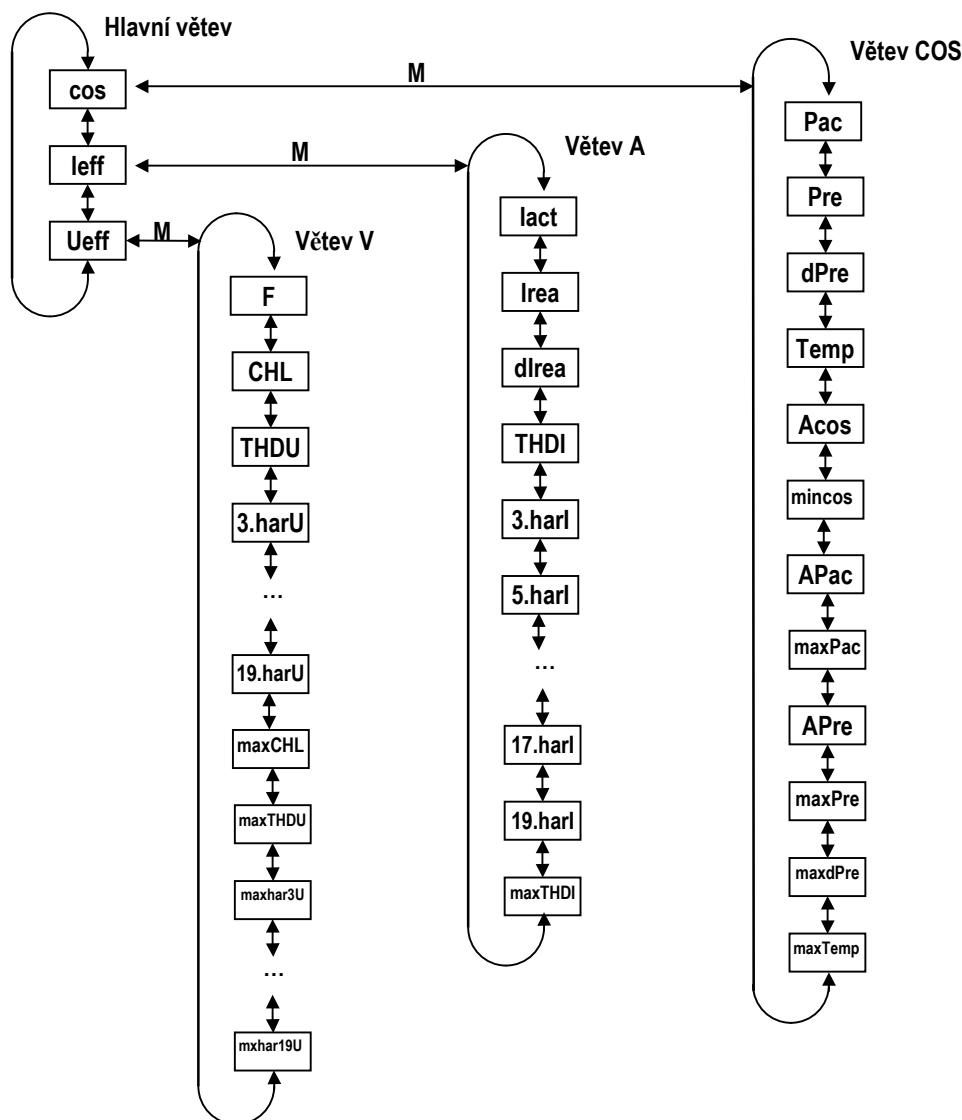 Hlavní větev
cos
Ieff
Ueff
M
M
M
Větev V
F
CHL
THDU
3.harU
...
19.harU
maxCHL
maxTHDU
maxhar3U
...
mxhar19U
Větev A
Iact
Irea
dIrea
THDI
3.harI
5.harI
...
17.harI
19.harI
maxTHDI
Větev COS
Pac
Pre
dPre
Temp
Acos
mincos
APac
maxPac
APre
maxPre
maxdPre
maxTemp